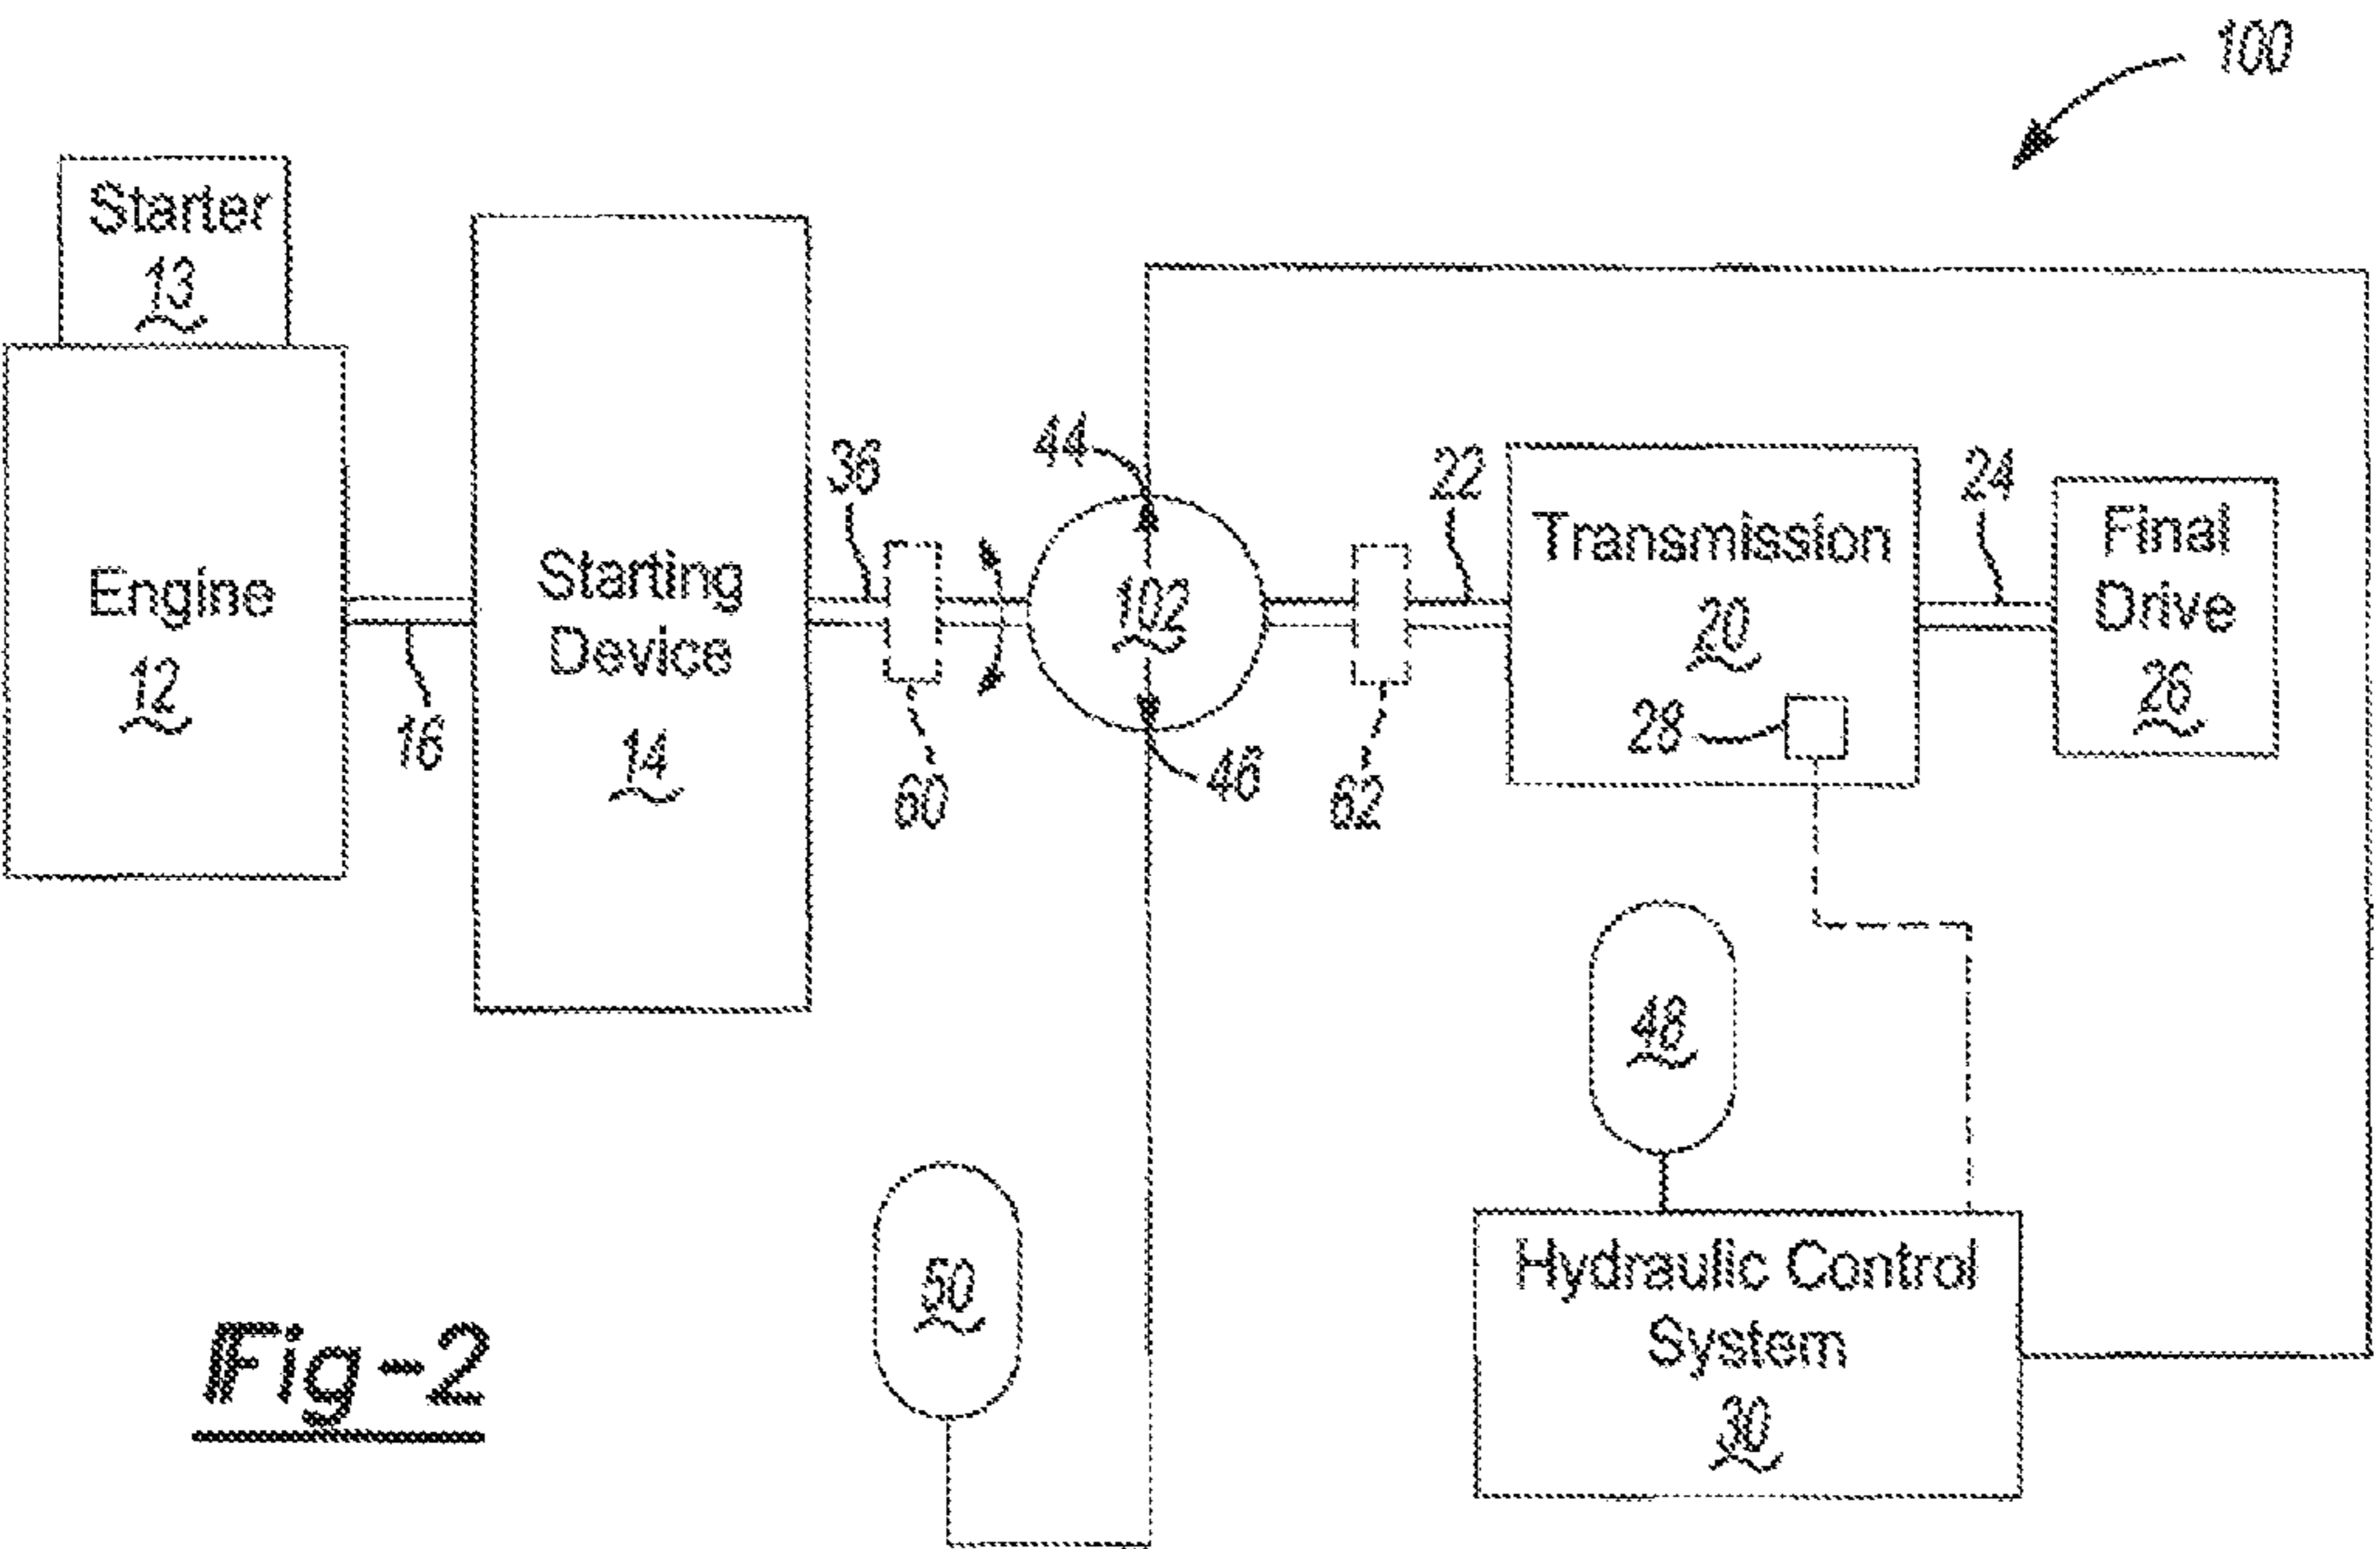 100
Starter
13
Engine
12
16
Starting
Device
14
36
60
44
102
46
62
22
Transmission
20
28
24
Final
Drive
26
48
50
Hydraulic Control
System
30
Fig-2